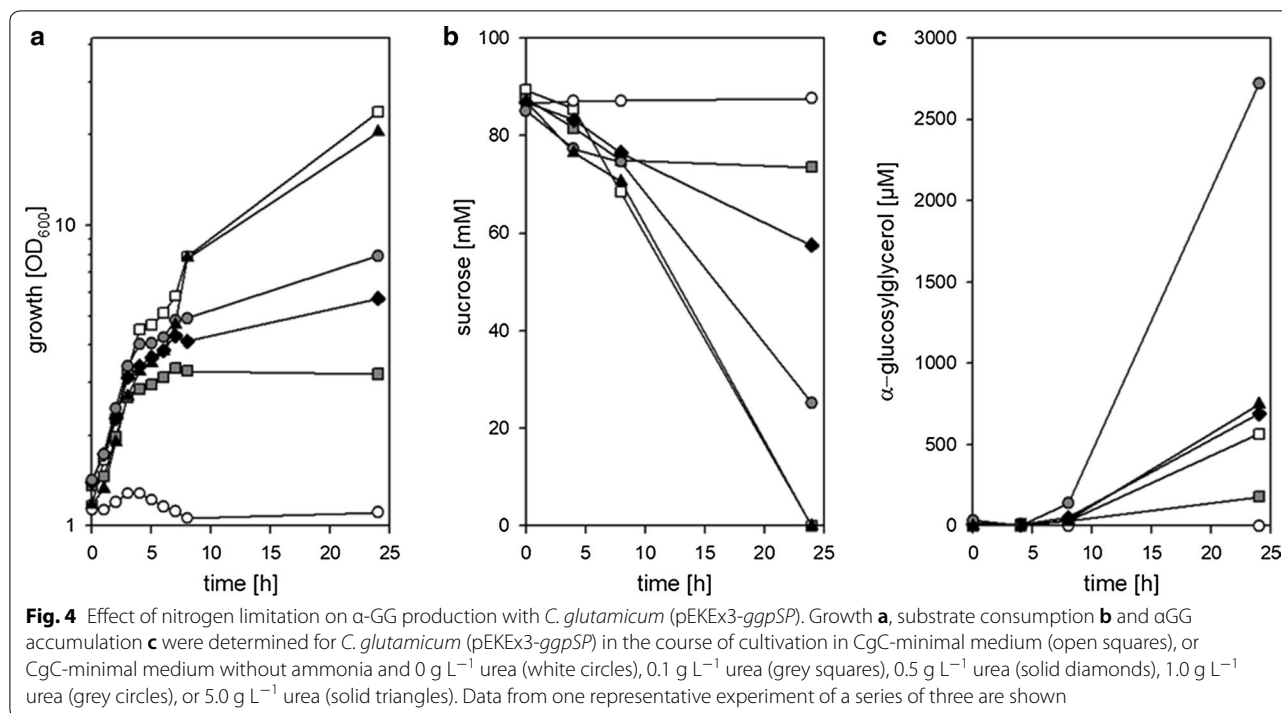 a
b
c
growth [OD600]
10
1
0 5 10 15 20 25
time [h]
sucrose [mM]
100
80
60
40
20
0
0 5 10 15 20 25
time [h]
α–glucosylglycerol [µM]
3000
2500
2000
1500
1000
500
0
0 5 10 15 20 25
time [h]
Fig. 4 Effect of nitrogen limitation on α-GG production with C. glutamicum (pEKEx3-ggpSP). Growth a, substrate consumption b and αGG
accumulation c were determined for C. glutamicum (pEKEx3-ggpSP) in the course of cultivation in CgC-minimal medium (open squares), or
CgC-minimal medium without ammonia and 0 g L−1 urea (white circles), 0.1 g L−1 urea (grey squares), 0.5 g L−1 urea (solid diamonds), 1.0 g L−1
urea (grey circles), or 5.0 g L−1 urea (solid triangles). Data from one representative experiment of a series of three are shown